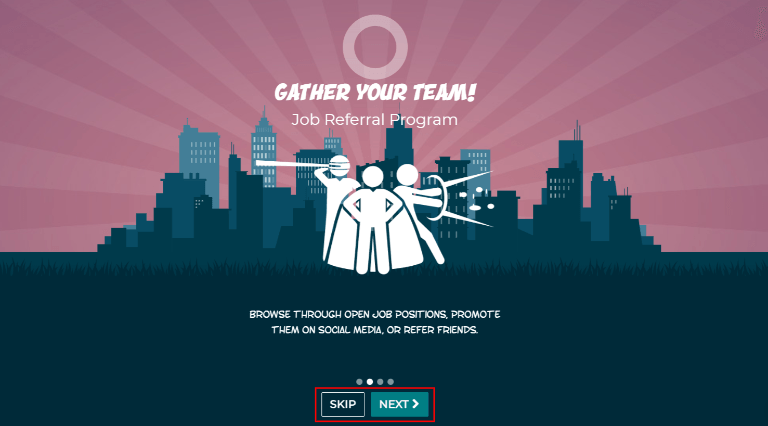 GATHER YOUR TEAM!
Job Referral Program
BROWSE THROUGH OPEN JOB POSITIONS, PROMOTE
THEM ON SOCIAL MEDIA, OR REFER FRIENDS.
SKIP
NEXT